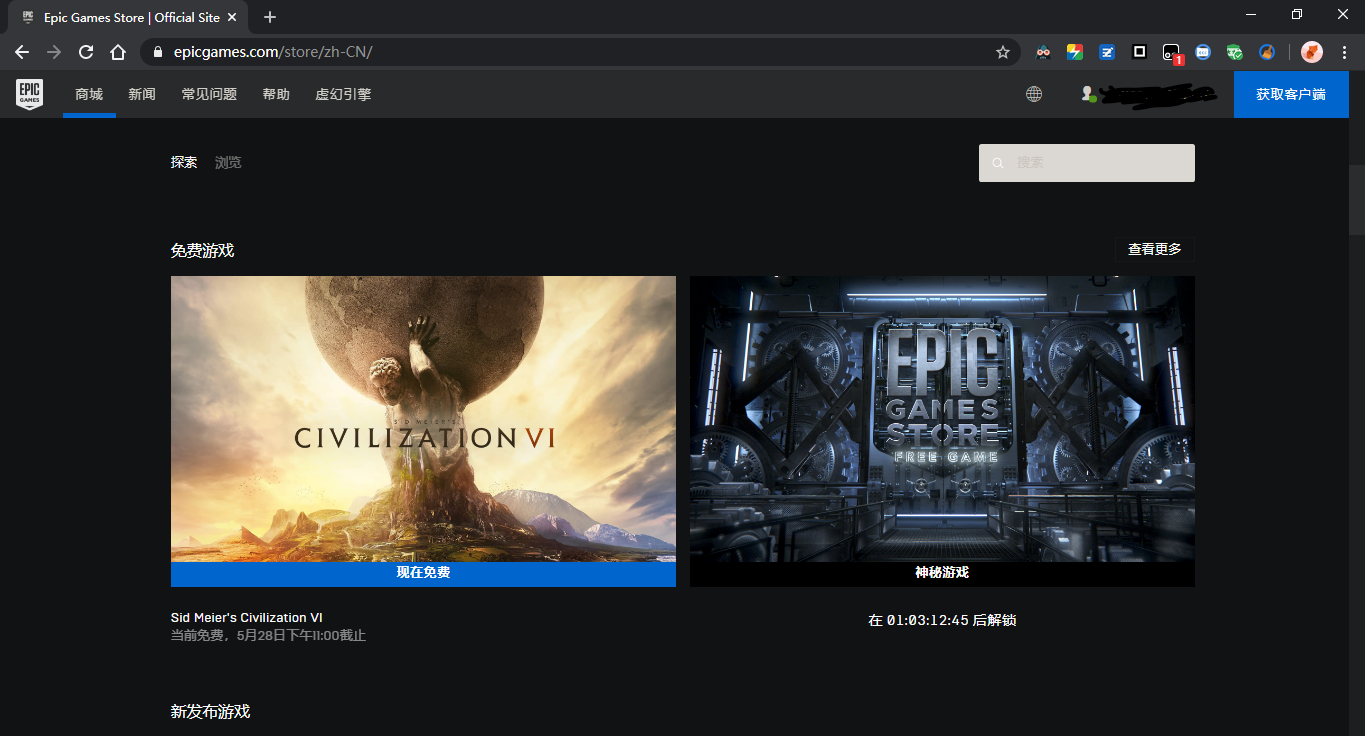 Epic Games Store | Official Site
epicgames.com/store/zh-CN/
1
EPIC
GAMES
商城
新闻
常见问题
帮助
虚幻引擎
获取客户端
探索
浏览
搜索
免费游戏
查看更多
SID MEIER'S
CIVILIZATION VI
EPIC
GAMES
STORE
FREE GAME
现在免费
神秘游戏
Sid Meier's Civilization VI
当前免费，5月28日下午11:00截止
在 01:03:12:45 后解锁
新发布游戏